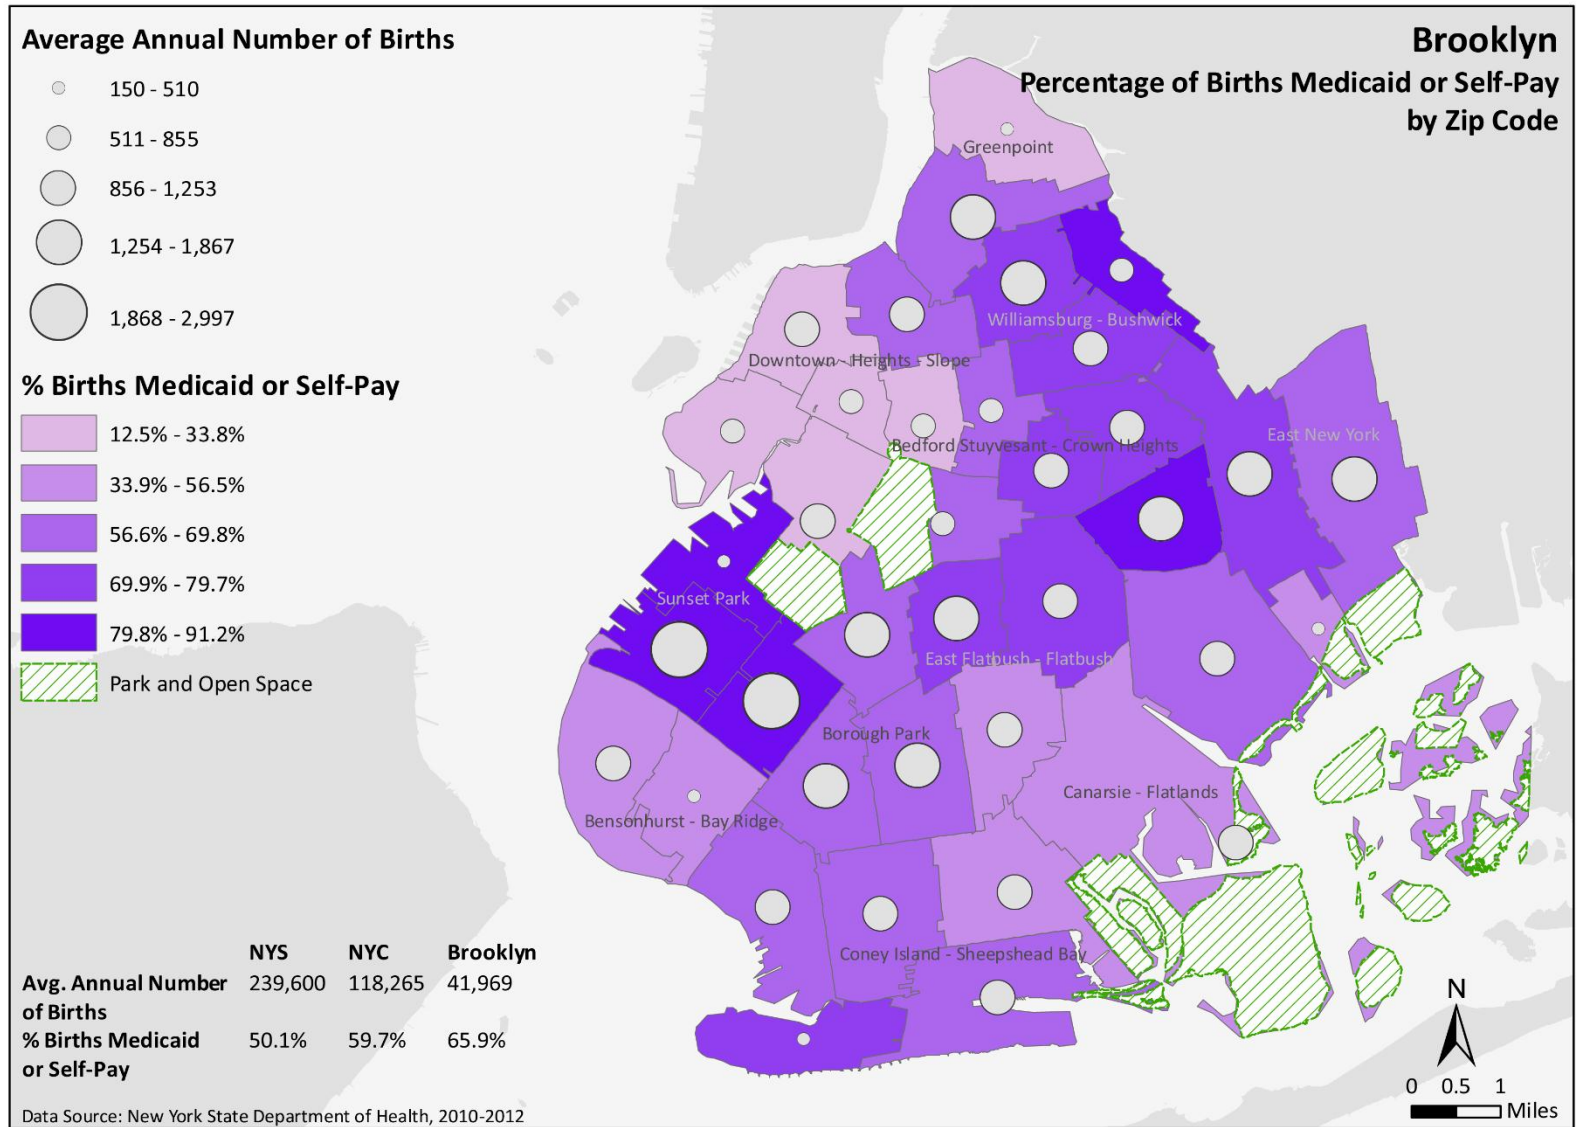 Brooklyn
Percentage of Births Medicaid or Self-Pay
by Zip Code
Average Annual Number of Births
150 - 510
511 - 855
856 - 1,253
1,254 - 1,867
1,868 - 2,997
% Births Medicaid or Self-Pay
12.5% - 33.8%
33.9% - 56.5%
56.6% - 69.8%
69.9% - 79.7%
79.8% - 91.2%
Park and Open Space
Greenpoint
Williamsburg - Bushwick
Downtown - Heights - Slope
Bedford Stuyvesant - Crown Heights
East New York
Sunset Park
East Flatbush - Flatbush
Borough Park
Canarsie - Flatlands
Bensonhurst - Bay Ridge
Coney Island - Sheepshead Bay
NYS NYC Brooklyn
Avg. Annual Number 239,600 118,265 41,969
of Births
% Births Medicaid 50.1% 59.7% 65.9%
or Self-Pay
Data Source: New York State Department of Health, 2010-2012
N
0 0.5 1
Miles